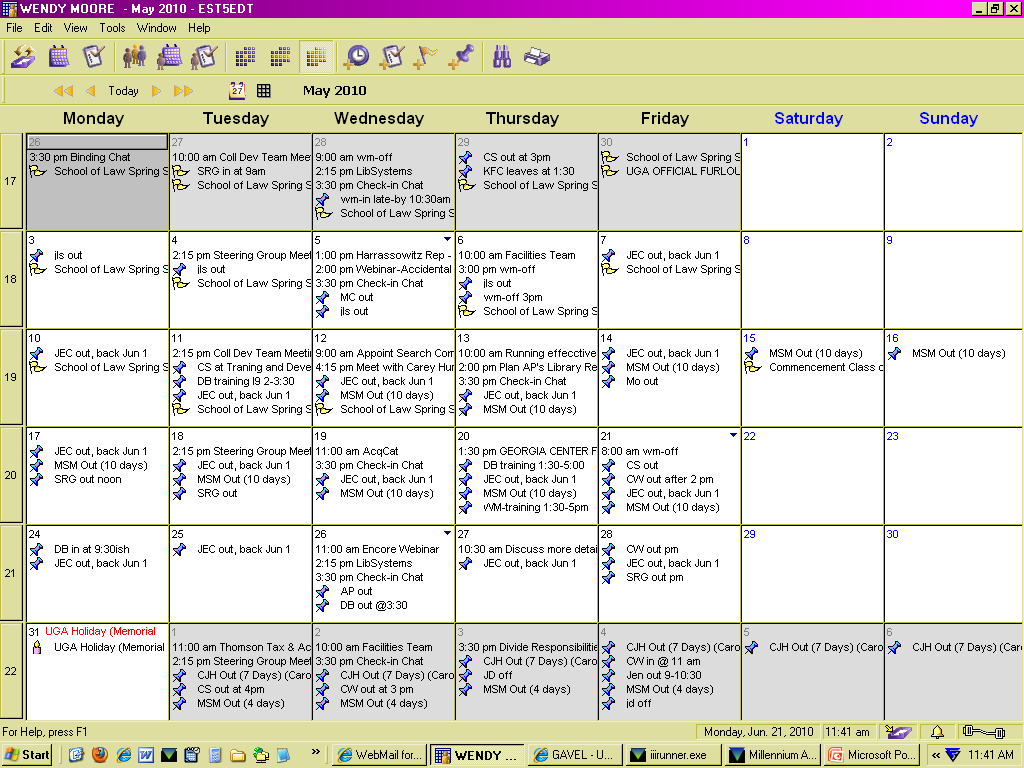 WENDY MOORE - May 2010 - EST5EDT
File Edit View Tools Window Help
Today 27 May 2010
Monday Tuesday Wednesday Thursday Friday Saturday Sunday
17
26
3:30 pm Binding Chat
School of Law Spring S
27
10:00 am Coll Dev Team Meet
SRG in at 9am
School of Law Spring S
28
9:00 am wm-off
2:15 pm LibSystems
3:30 pm Check-in Chat
wm-in late-by 10:30am
School of Law Spring S
29
CS out at 3pm
KFC leaves at 1:30
School of Law Spring S
30
School of Law Spring S
UGA OFFICIAL FURLOU
1
2
18
3
jls out
School of Law Spring S
4
2:15 pm Steering Group Meet
jls out
School of Law Spring S
5
1:00 pm Harrassowitz Rep -
2:00 pm Webinar-Accidental
3:30 pm Check-in Chat
MC out
jls out
6
10:00 am Facilities Team
3:00 pm wm-off
jls out
wm-off 3pm
School of Law Spring S
7
JEC out, back Jun 1
School of Law Spring S
8
9
19
10
JEC out, back Jun 1
School of Law Spring S
11
2:15 pm Coll Dev Team Meetin
CS at Traning and Deve
DB training I9 2-3:30
JEC out, back Jun 1
School of Law Spring S
12
9:00 am Appoint Search Com
4:15 pm Meet with Carey Hun
JEC out, back Jun 1
MSM Out (10 days)
School of Law Spring S
13
10:00 am Running effecctive
2:00 pm Plan AP's Library Re
3:30 pm Check-in Chat
JEC out, back Jun 1
MSM Out (10 days)
14
JEC out, back Jun 1
MSM Out (10 days)
Mo out
15
MSM Out (10 days)
Commencement Class o
16
MSM Out (10 days)
20
17
JEC out, back Jun 1
MSM Out (10 days)
SRG out noon
18
2:15 pm Steering Group Meet
JEC out, back Jun 1
MSM Out (10 days)
SRG out
19
11:00 am AcqCat
3:30 pm Check-in Chat
JEC out, back Jun 1
MSM Out (10 days)
20
1:30 pm GEORGIA CENTER F
DB training 1:30-5:00
JEC out, back Jun 1
MSM Out (10 days)
WM-training 1:30-5pm
21
8:00 am wm-off
CS out
CW out after 2 pm
JEC out, back Jun 1
MSM Out (10 days)
22
23
21
24
DB in at 9:30ish
JEC out, back Jun 1
25
JEC out, back Jun 1
26
11:00 am Encore Webinar
2:15 pm LibSystems
3:30 pm Check-in Chat
AP out
DB out @3:30
27
10:30 am Discuss more detai
JEC out, back Jun 1
28
CW out pm
JEC out, back Jun 1
SRG out pm
29
30
22
31 UGA Holiday (Memorial
UGA Holiday (Memorial
1
11:00 am Thomson Tax & Ac
2:15 pm Steering Group Meet
CJH Out (7 Days) (Caro
CS out at 4pm
MSM Out (4 days)
2
10:00 am Facilities Team
3:30 pm Check-in Chat
CJH Out (7 Days) (Caro
CW out at 3 pm
MSM Out (4 days)
3
3:30 pm Divide Responsibilitie
CJH Out (7 Days) (Caro
JD off
MSM Out (4 days)
4
CJH Out (7 Days) (Caro
CW in @ 11 am
Jen out 9-10:30
MSM Out (4 days)
jd off
5
CJH Out (7 Days) (Caro
6
CJH Out (7 Days) (Caro
For Help, press F1 Monday, Jun. 21, 2010 11:41 am
Start » WebMail for... WENDY ... GAVEL - U... iiirunner.exe Millennium A... Microsoft Po... « 11:41 AM